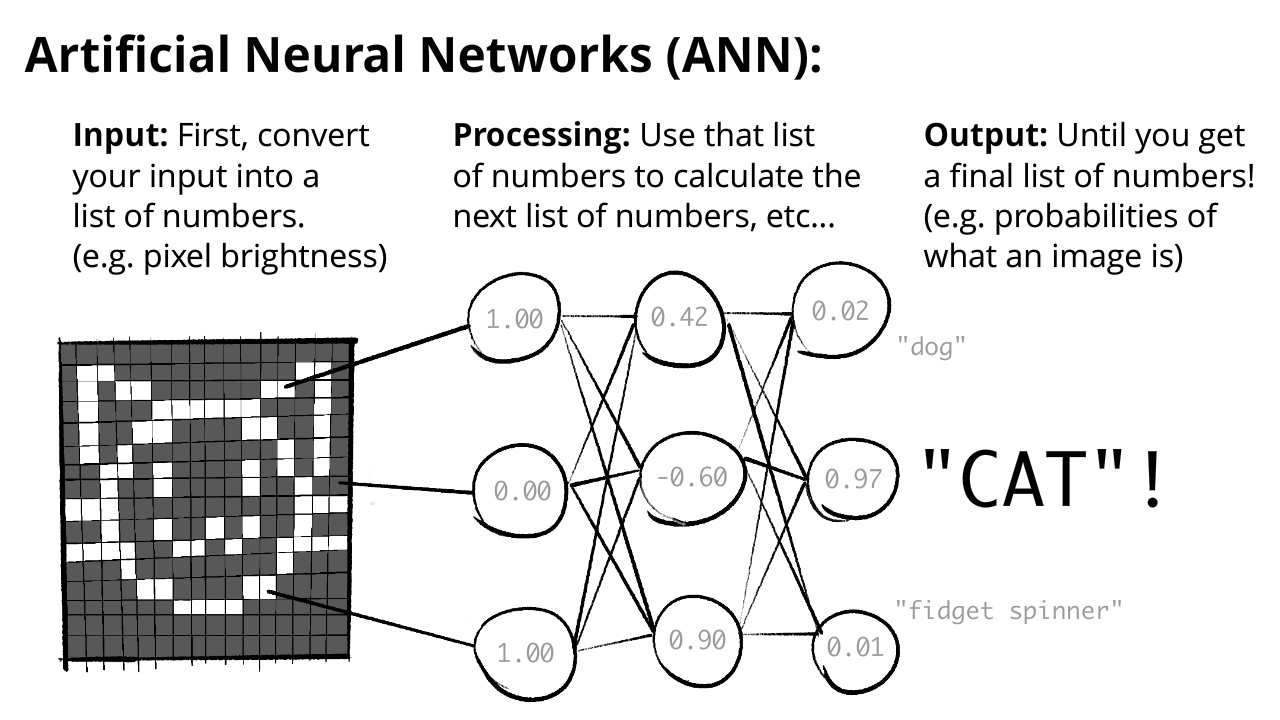 Artificial Neural Networks (ANN):
Input: First, convert
your input into a
list of numbers.
(e.g. pixel brightness)
Processing: Use that list
of numbers to calculate the
next list of numbers, etc...
Output: Until you get
a final list of numbers!
(e.g. probabilities of
what an image is)
1.00
0.42
0.02
"dog"
0.00
-0.60
0.97
"CAT"!
1.00
0.90
0.01
"fidget spinner"